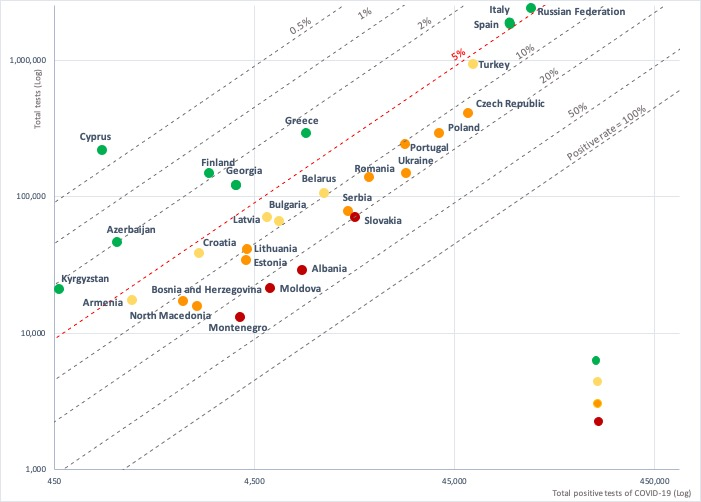 Italy
Russian Federation
0.5%
1%
2%
Spain
5%
10%
1,000,000
Turkey
20%
Total tests (Log)
Czech Republic
50%
Greece
Poland
Positive rate = 100%
Cyprus
Portugal
Ukraine
Finland
Georgia
Romania
Belarus
100,000
Serbia
Bulgaria
Latvia
Slovakia
Azerbaijan
Croatia
Lithuania
Estonia
Albania
Kyrgyzstan
Bosnia and Herzegovina
Moldova
Armenia
North Macedonia
Montenegro
10,000
1,000
450
4,500
45,000
450,000
Total positive tests of COVID-19 (Log)